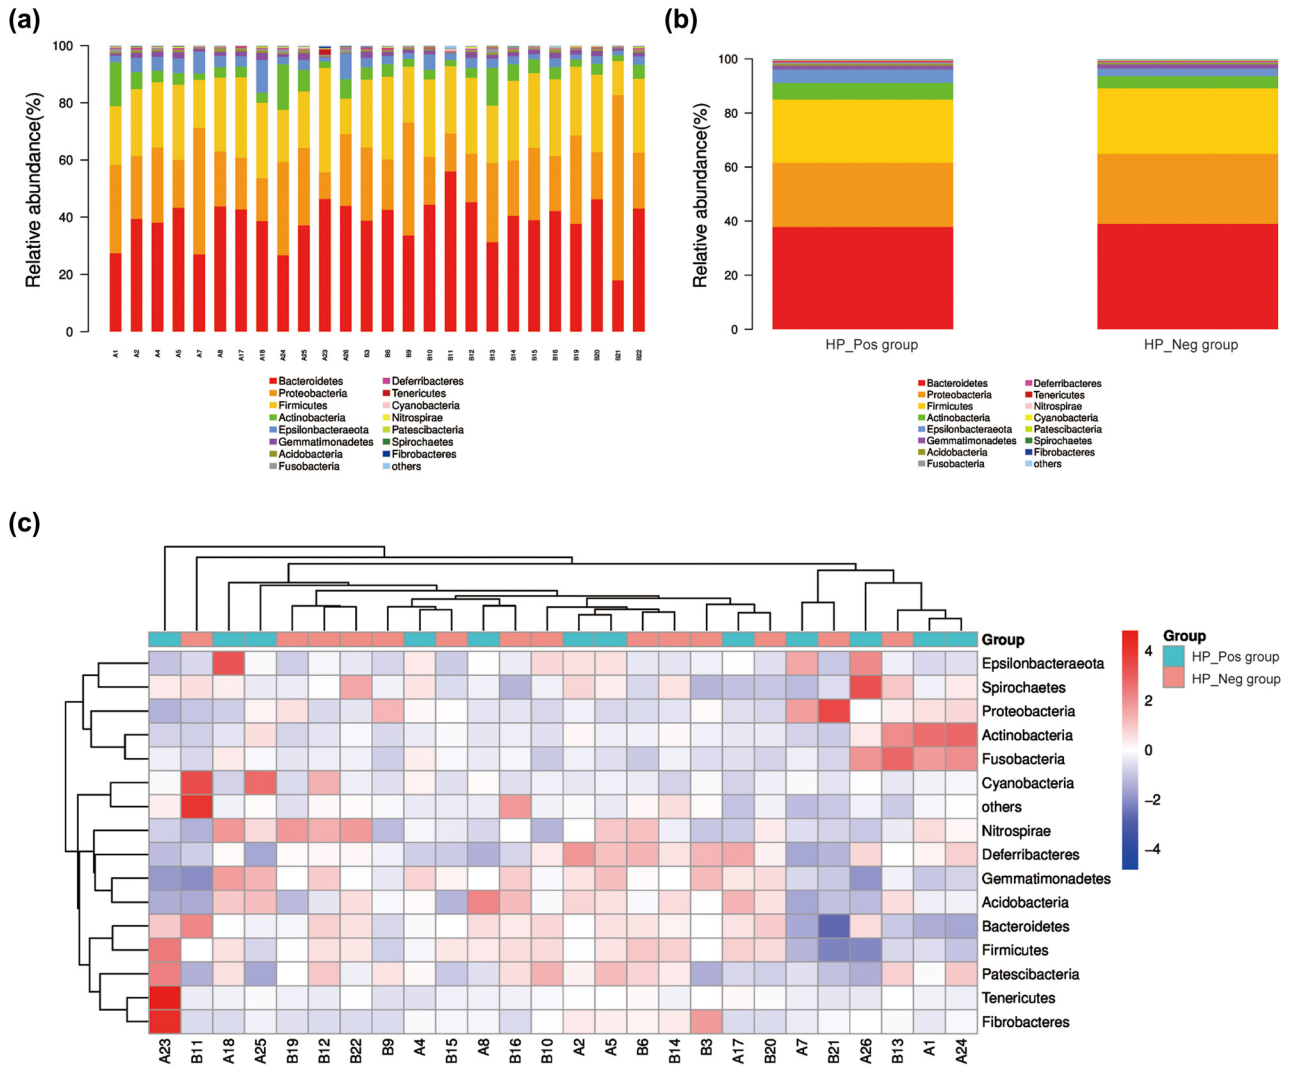 (a)
Relative abundance(%)
100
80
60
40
20
0
A1 A2 A4 A5 A7 A8 A17 A18 A24 A25 A23 A26 B3 B6 B9 B10 B11 B12 B13 B14 B15 B16 B19 B20 B21 B22
Bacteroidetes
Proteobacteria
Firmicutes
Actinobacteria
Epsilonbacteraeota
Gemmatimonadetes
Acidobacteria
Fusobacteria
Deferribacteres
Tenericutes
Cyanobacteria
Nitrospirae
Patescibacteria
Spirochaetes
Fibrobacteres
others
(b)
Relative abundance(%)
100
80
60
40
20
0
HP_Pos group
HP_Neg group
Bacteroidetes
Proteobacteria
Firmicutes
Actinobacteria
Epsilonbacteraeota
Gemmatimonadetes
Acidobacteria
Fusobacteria
Deferribacteres
Tenericutes
Nitrospirae
Cyanobacteria
Patescibacteria
Spirochaetes
Fibrobacteres
others
(c)
Group
Epsilonbacteraeota
Spirochaetes
Proteobacteria
Actinobacteria
Fusobacteria
Cyanobacteria
others
Nitrospirae
Deferribacteres
Gemmatimonadetes
Acidobacteria
Bacteroidetes
Firmicutes
Patescibacteria
Tenericutes
Fibrobacteres
A23 B11 A18 A25 B19 B12 B22 B9 A4 B15 A8 B16 B10 A2 A5 B6 B14 B3 A17 B20 A7 B21 A26 B13 A1 A24
4
2
0
−2
−4
Group
HP_Pos group
HP_Neg group